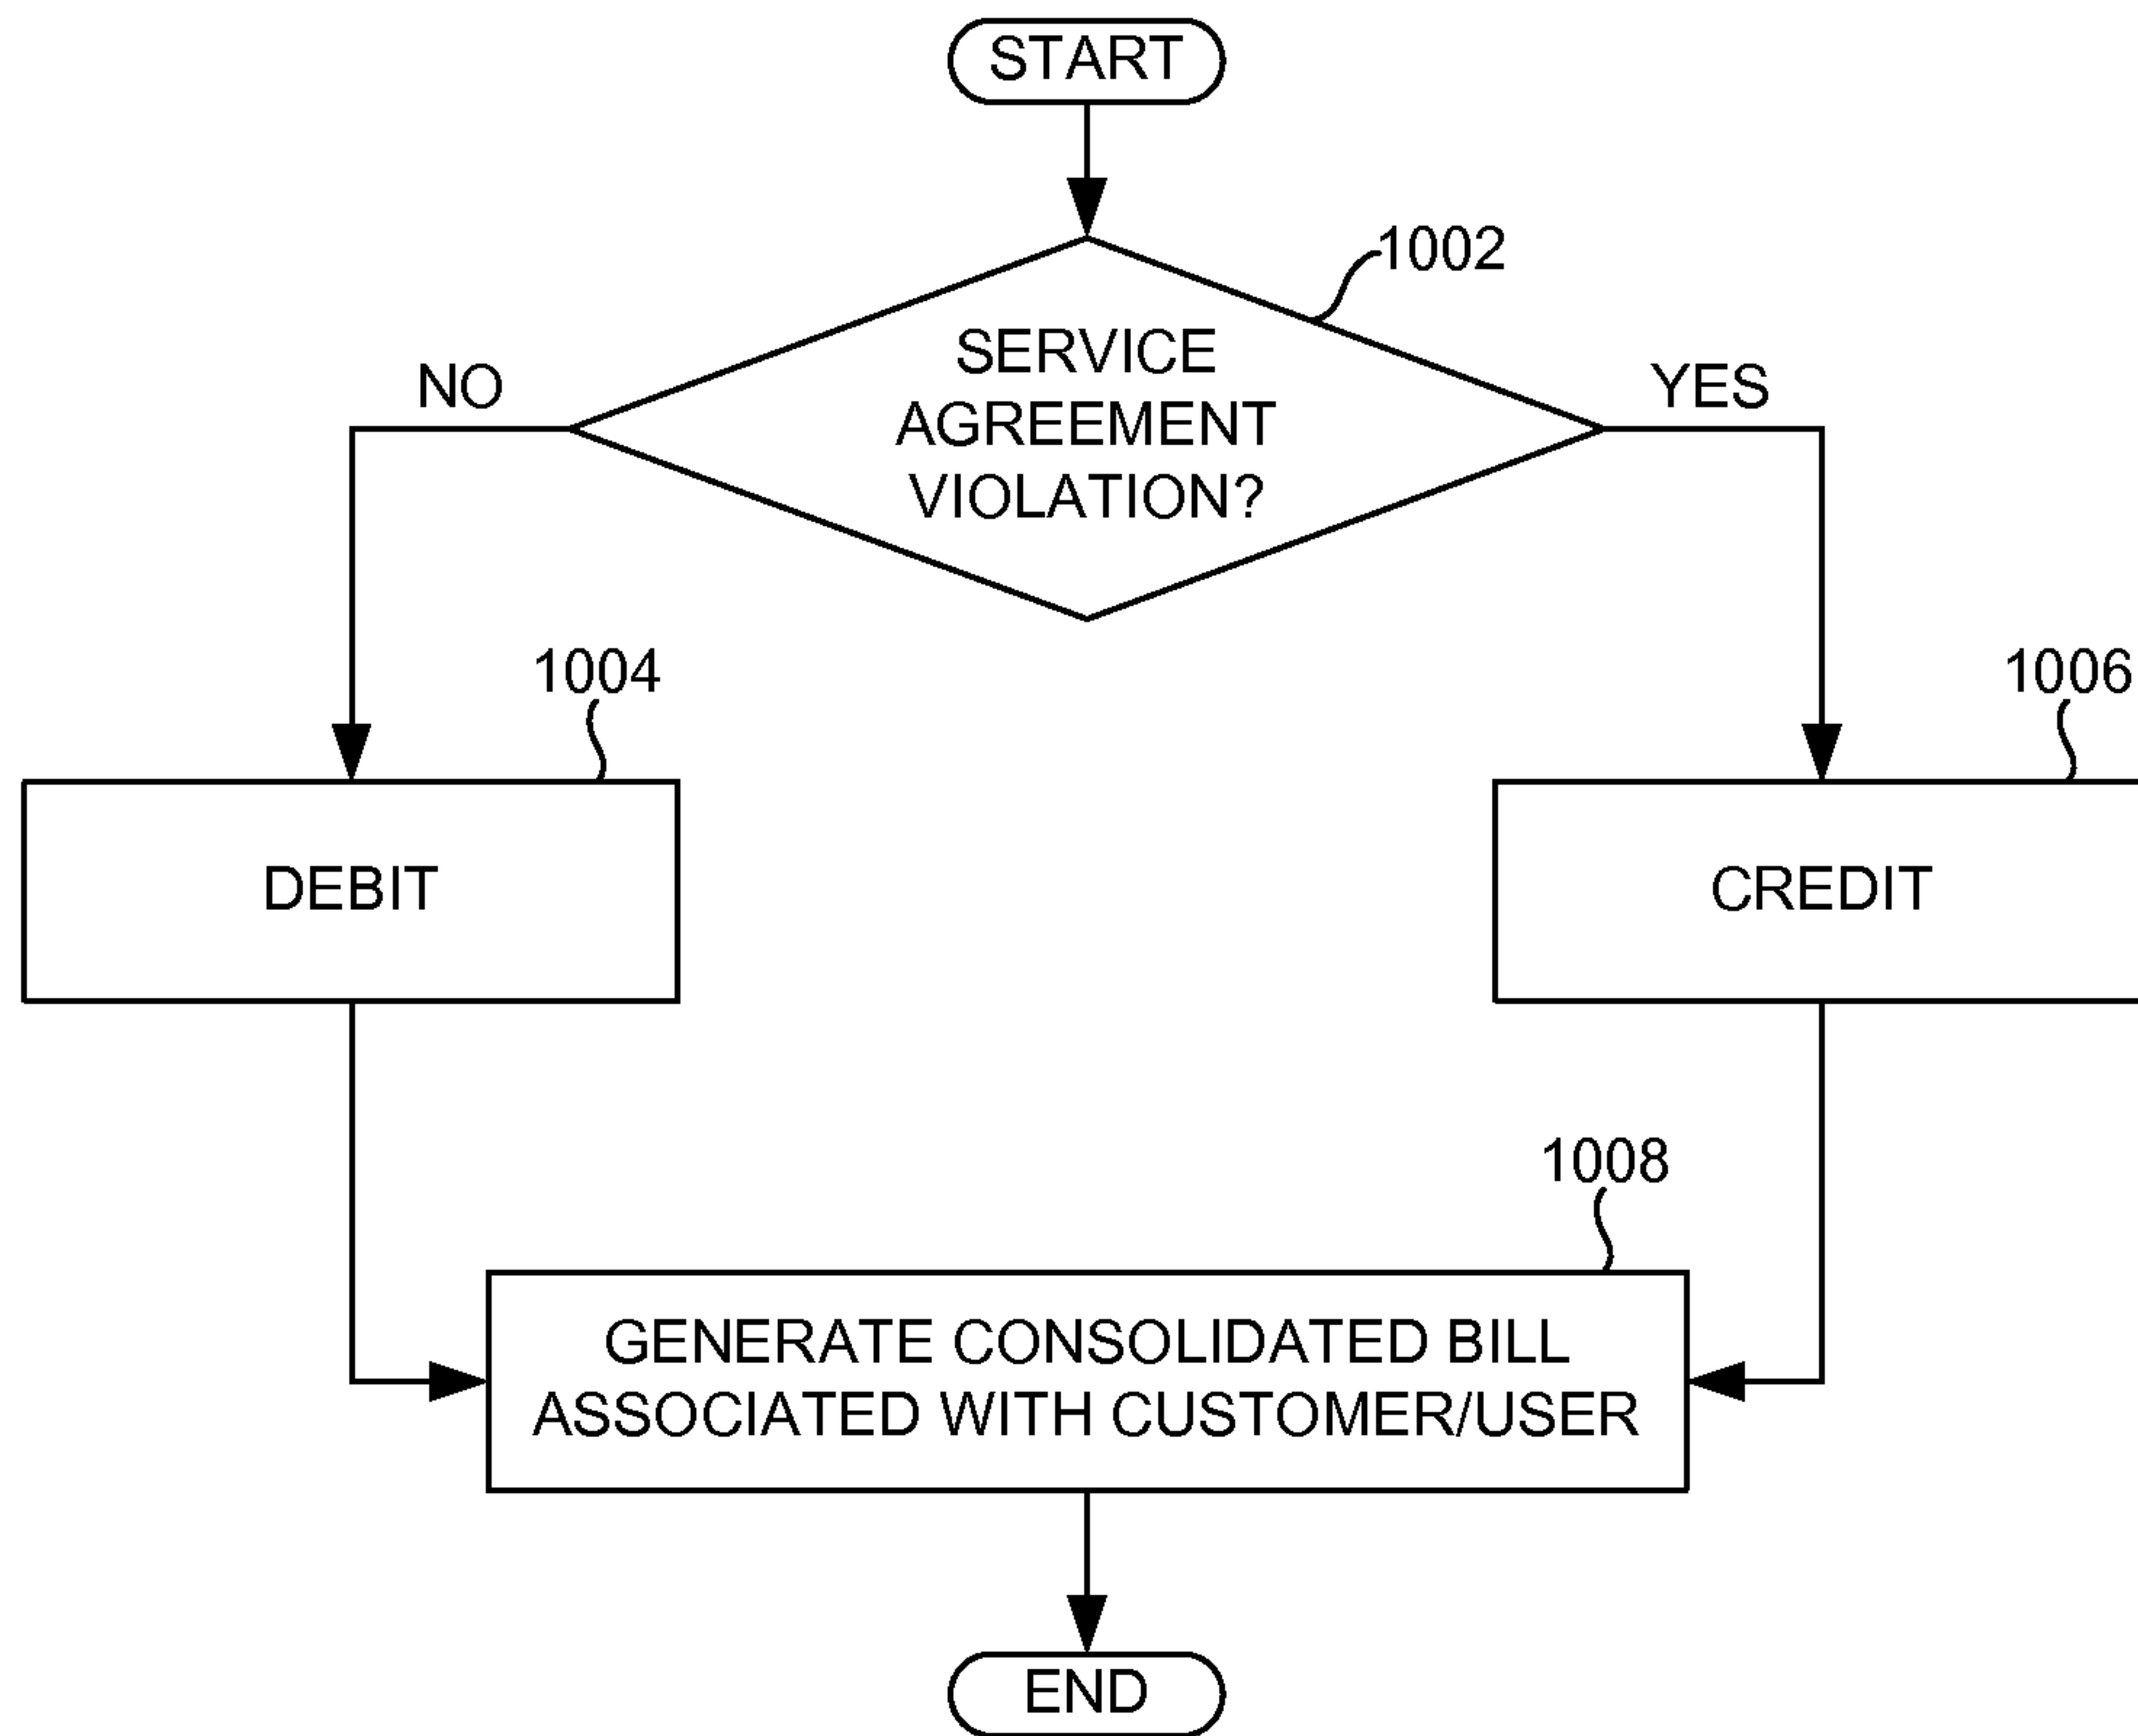 START
1002
SERVICE
AGREEMENT
VIOLATION?
NO
YES
1004
1006
DEBIT
CREDIT
1008
GENERATE CONSOLIDATED BILL
ASSOCIATED WITH CUSTOMER/USER
END